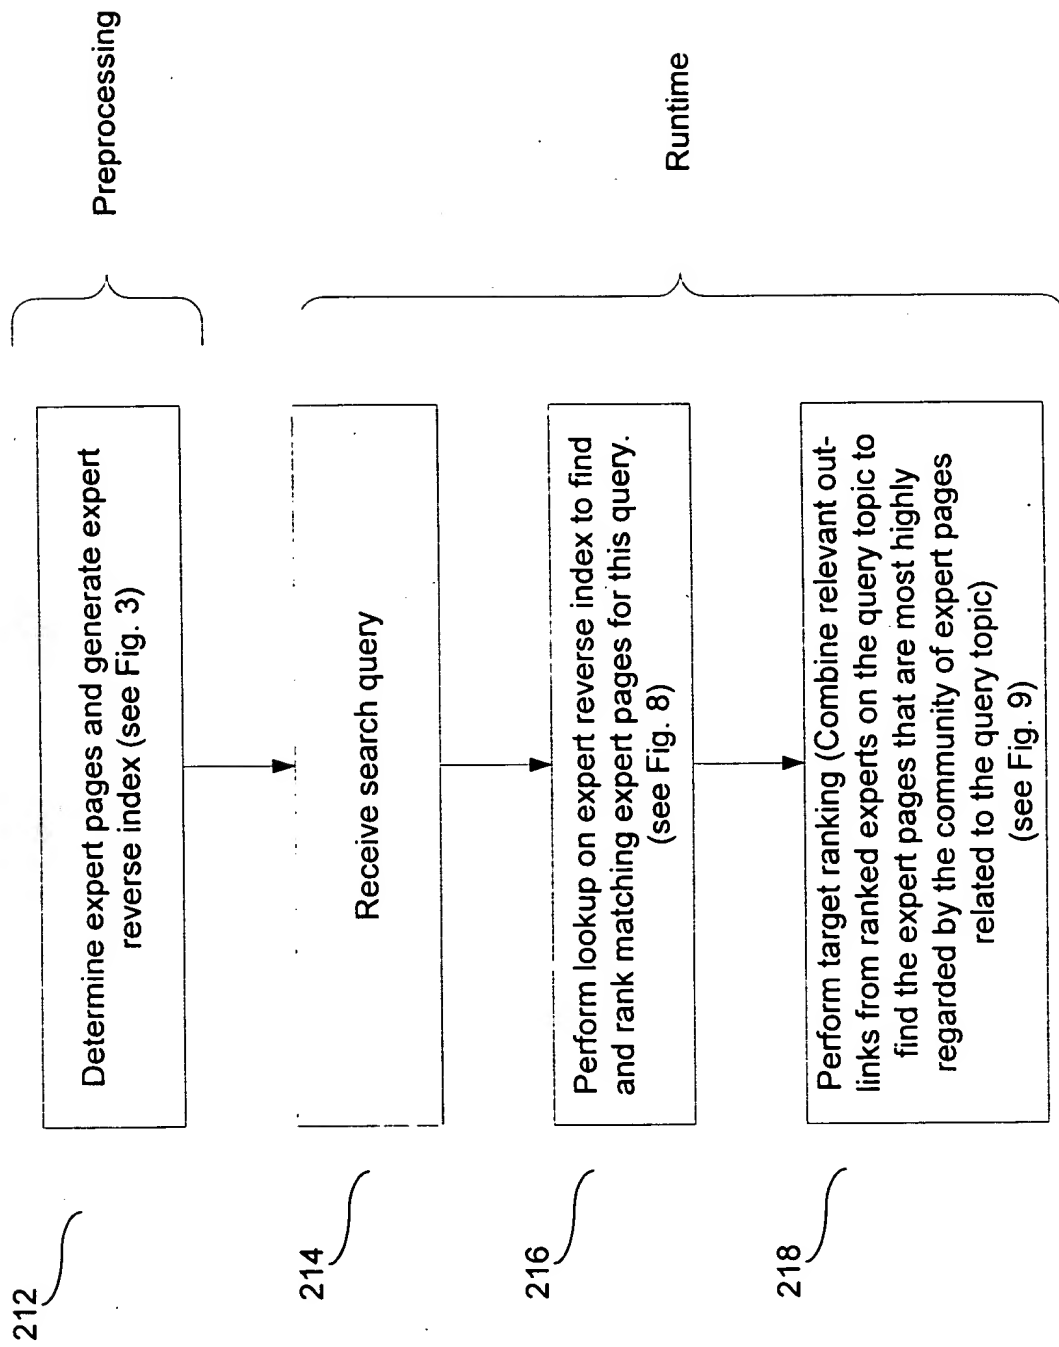 212
Determine expert pages and generate expert
reverse index (see Fig. 3)
Preprocessing
214
Receive search query
216
Perform lookup on expert reverse index to find
and rank matching expert pages for this query.
(see Fig. 8)
218
Perform target ranking (Combine relevant out-
links from ranked experts on the query topic to
find the expert pages that are most highly
regarded by the community of expert pages
related to the query topic)
(see Fig. 9)
Runtime